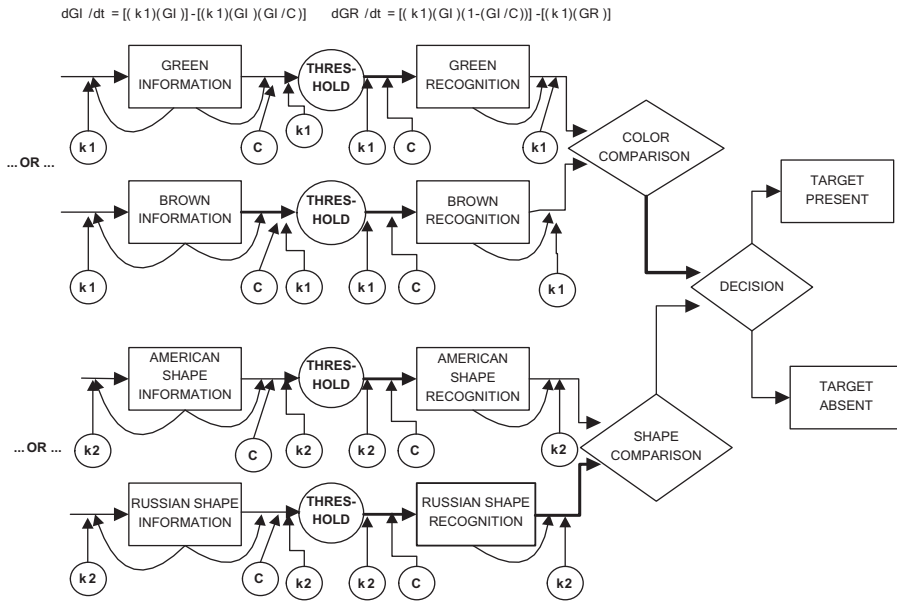 dGI /dt = [( k1)(GI )] -[(k1)(GI )(GI/C)]
dGR / dt = [( k1)(GI )(1-(GI /C))] -[(k1)(GR )]
GREEN
INFORMATION
THRES-
HOLD
GREEN
RECOGNITION
k1
C
k1
k1
C
k1
COLOR
COMPARISON
... OR ...
BROWN
INFORMATION
THRES-
HOLD
BROWN
RECOGNITION
k1
C
k1
k1
C
k1
TARGET
PRESENT
DECISION
TARGET
ABSENT
AMERICAN
SHAPE
INFORMATION
THRES-
HOLD
AMERICAN
SHAPE
RECOGNITION
k2
C
k2
k2
C
k2
SHAPE
COMPARISON
... OR ...
RUSSIAN SHAPE
INFORMATION
THRES-
HOLD
RUSSIAN SHAPE
RECOGNITION
k2
C
k2
k2
C
k2